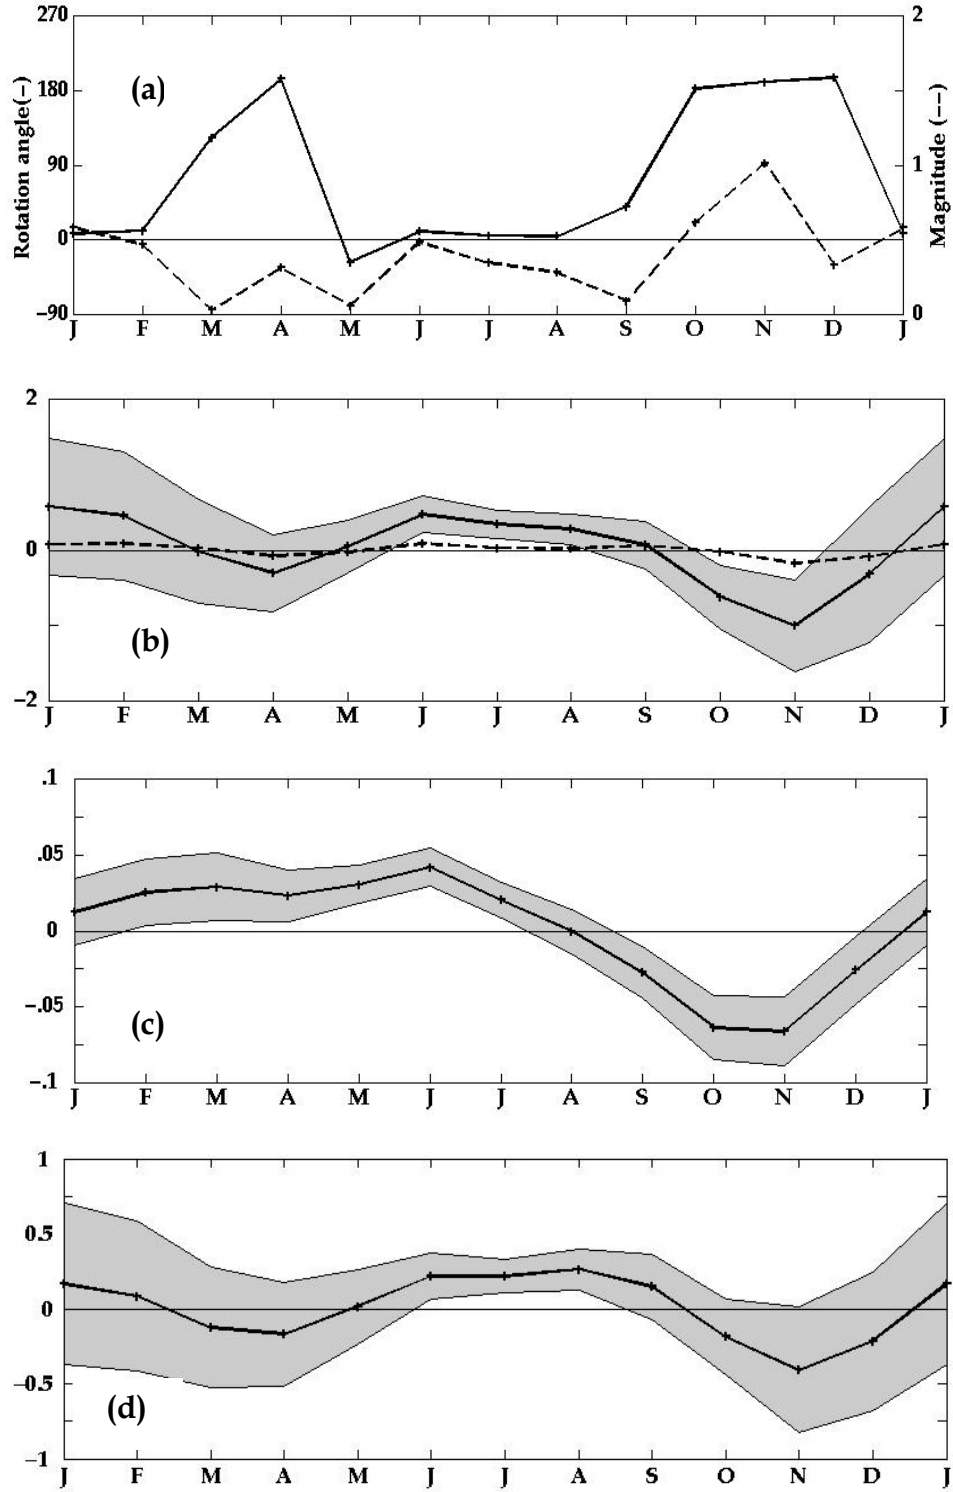 270 2
(a)
180
Rotation angle(–) Magnitude (– –)
90 1
0
–90 0
J F M A M J J A S O N D J
2
0
(b)
–2
J F M A M J J A S O N D J
.1
.05
0
–.05
(c)
–.1
J F M A M J J A S O N D J
1
0.5
0
–0.5
(d)
–1
J F M A M J J A S O N D J